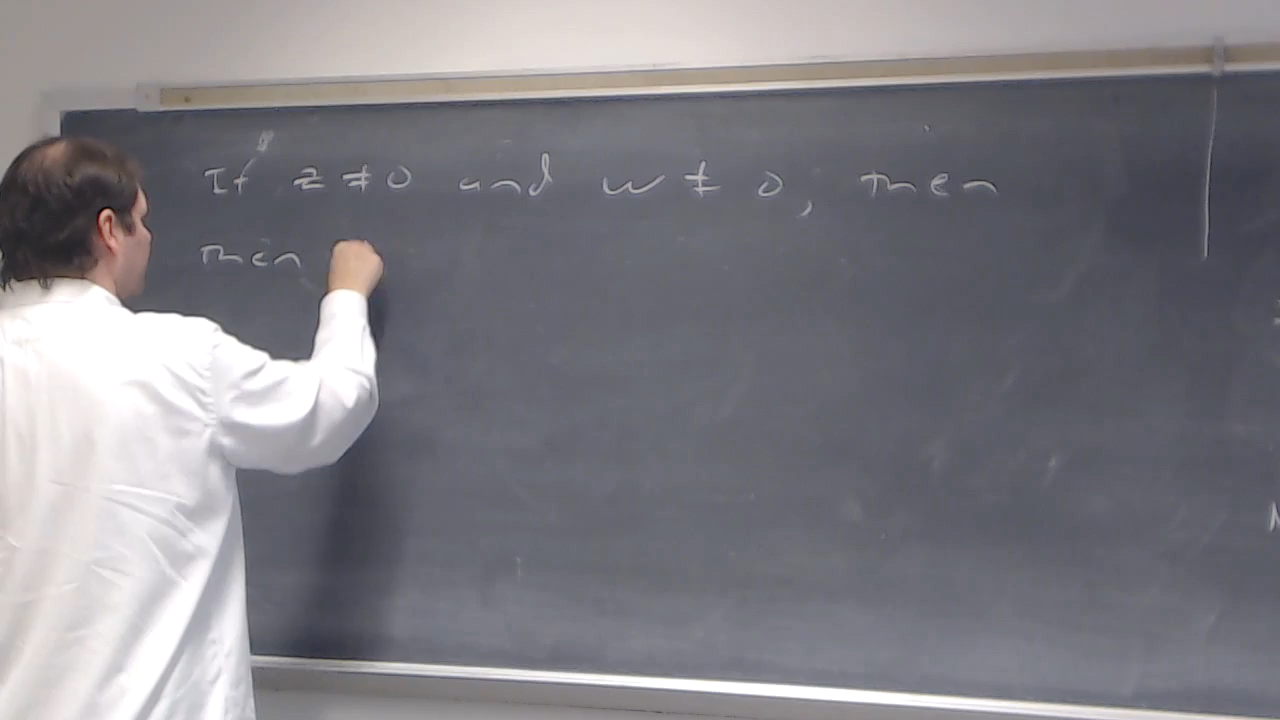 If z ≠ 0 and w ≠ 0, then
then